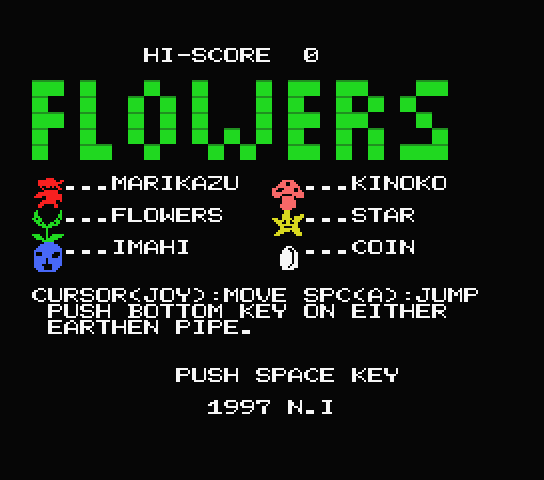 HI-SCORE 0
FLOWERS
...MARIKAZU ...KINOKO
...FLOWERS ...STAR
...IMAHI ...COIN
CURSOR(JOY):MOVE SPC(A):JUMP
PUSH BOTTOM KEY ON EITHER
EARTHEN PIPE.
PUSH SPACE KEY
1997 N.I